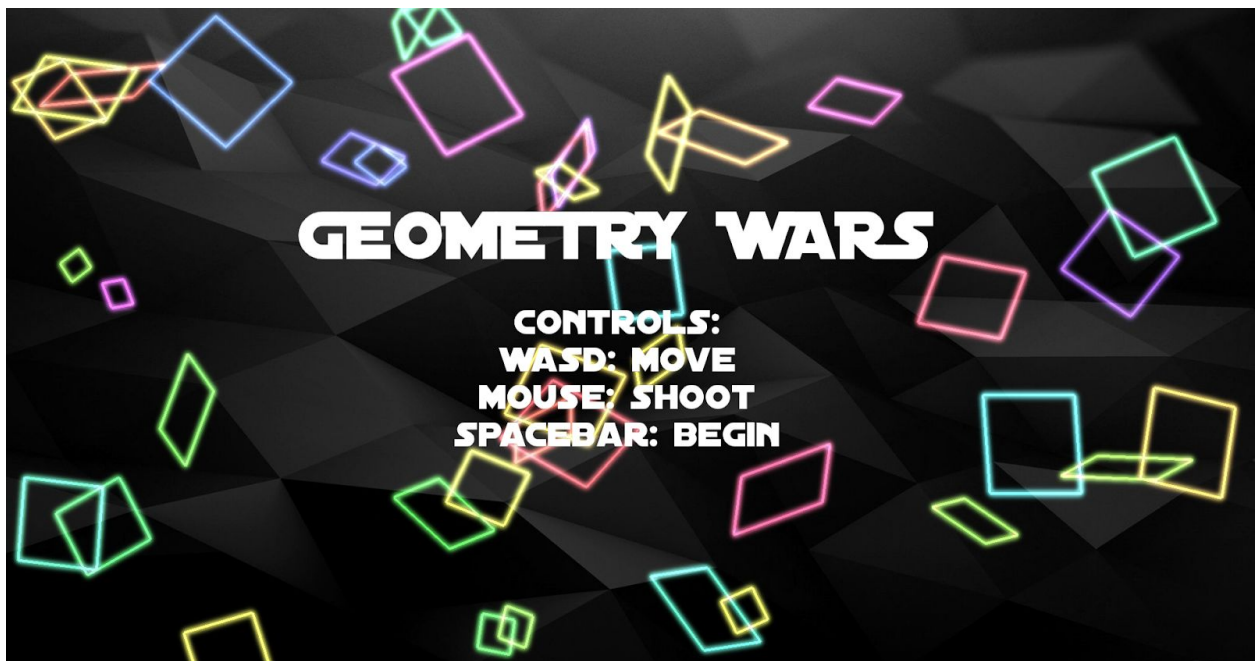 GEOMETRY WARS
CONTROLS:
WASD: MOVE
MOUSE: SHOOT
SPACEBAR: BEGIN